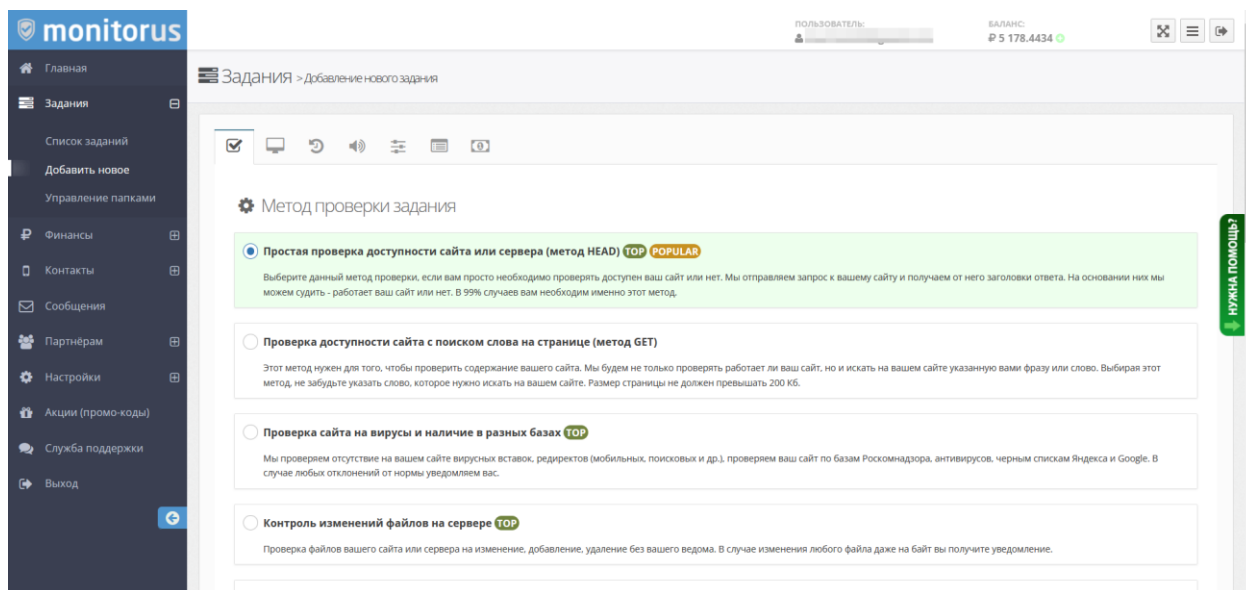 monitorus
ПОЛЬЗОВАТЕЛЬ:
БАЛАНС:
₽ 5 178.4434
Главная
Задания
Список заданий
Добавить новое
Управление папками
Финансы
Контакты
Сообщения
Партнёрам
Настройки
Акции (промо-коды)
Служба поддержки
Выход
Задания > Добавление нового задания
Метод проверки задания
Простая проверка доступности сайта или сервера (метод HEAD) TOP POPULAR
Выберите данный метод проверки, если вам просто необходимо проверять доступен ваш сайт или нет. Мы отправляем запрос к вашему сайту и получаем от него заголовки ответа. На основании них мы
можем судить - работает ваш сайт или нет. В 99% случаев вам необходим именно этот метод.
Проверка доступности сайта с поиском слова на странице (метод GET)
Этот метод нужен для того, чтобы проверить содержание вашего сайта. Мы будем не только проверять работает ли ваш сайт, но и искать на вашем сайте указанную вами фразу или слово. Выбирая этот
метод, не забудьте указать слово, которое нужно искать на вашем сайте. Размер страницы не должен превышать 200 Кб.
Проверка сайта на вирусы и наличие в разных базах TOP
Мы проверяем отсутствие на вашем сайте вирусных вставок, редиректов (мобильных, поисковых и др.), проверяем ваш сайт по базам Роскомнадзора, антивирусов, черным спискам Яндекса и Google. В
случае любых отклонений от нормы уведомляем вас.
Контроль изменений файлов на сервере TOP
Проверка файлов вашего сайта или сервера на изменение, добавление, удаление без вашего ведома. В случае изменения любого файла даже на байт вы получите уведомление.
НУЖНА ПОМОЩЬ?